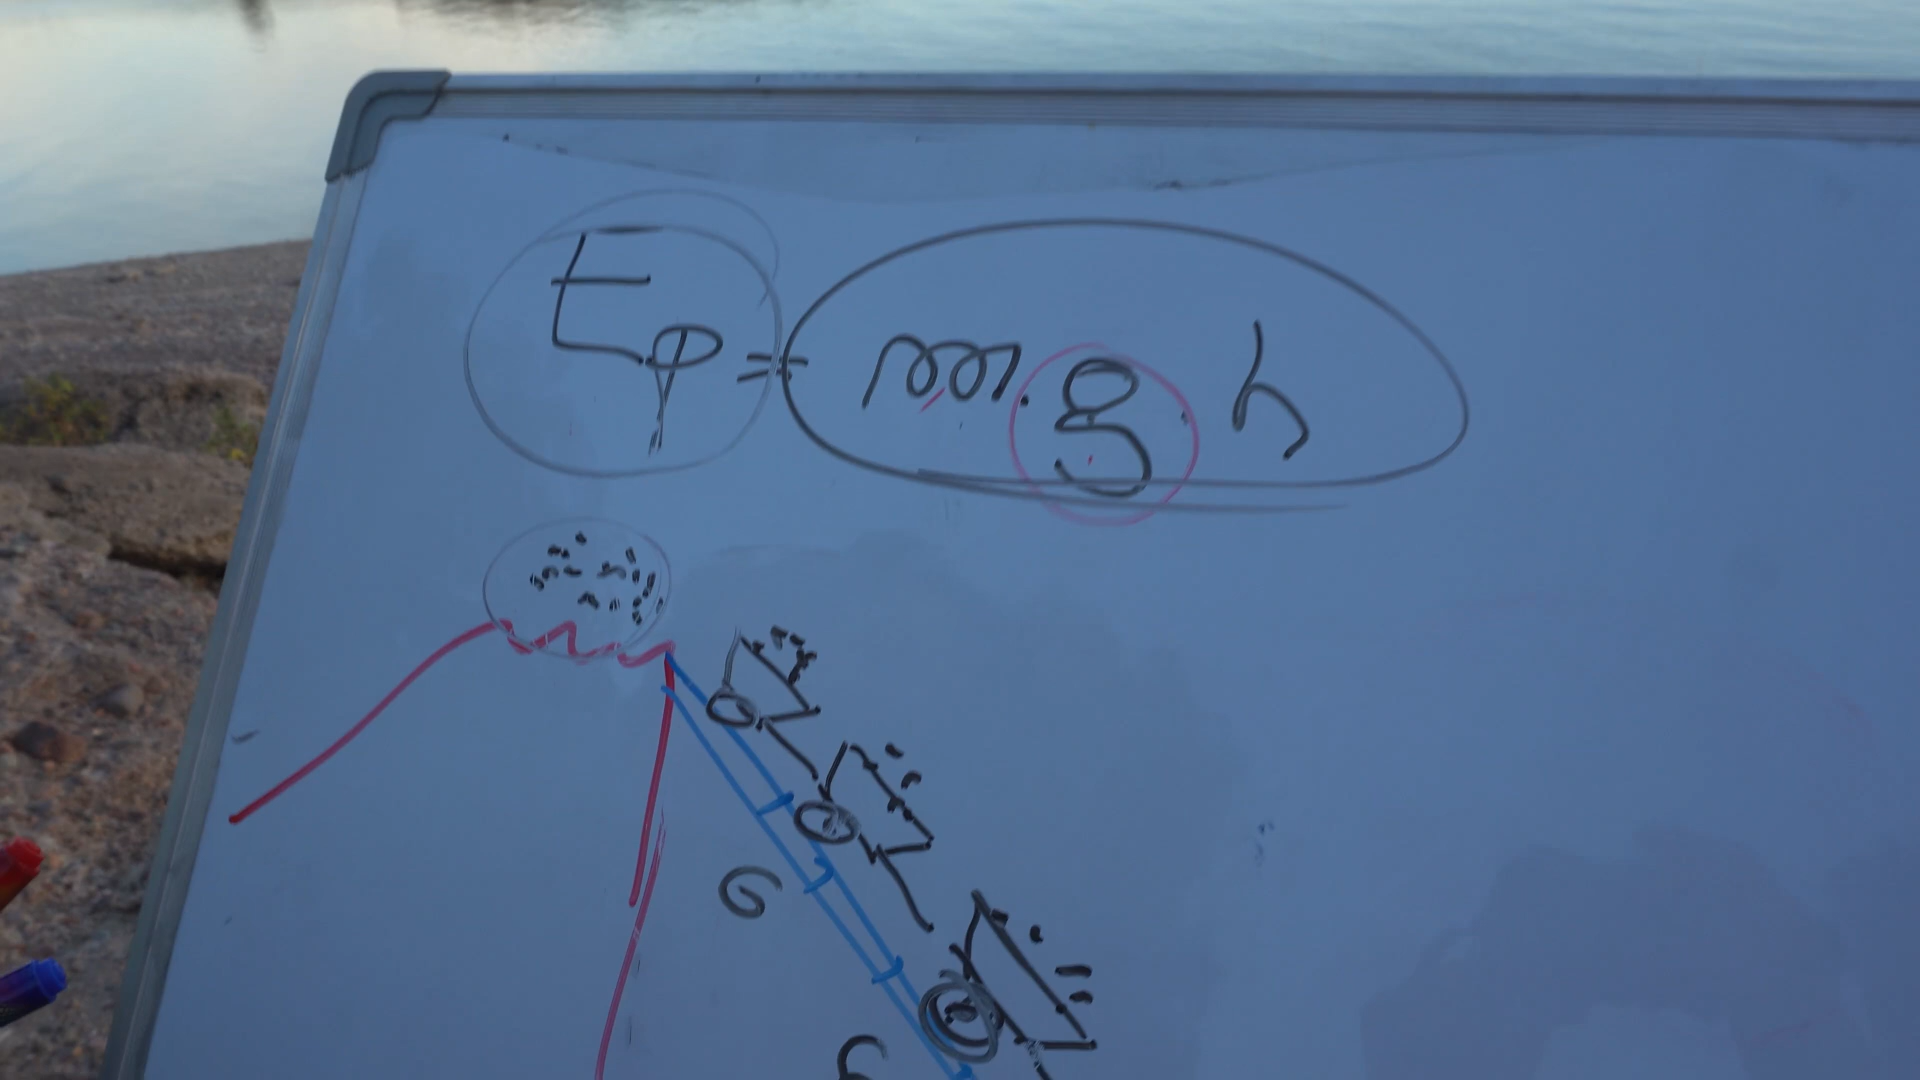 Ep = m . g . h
G